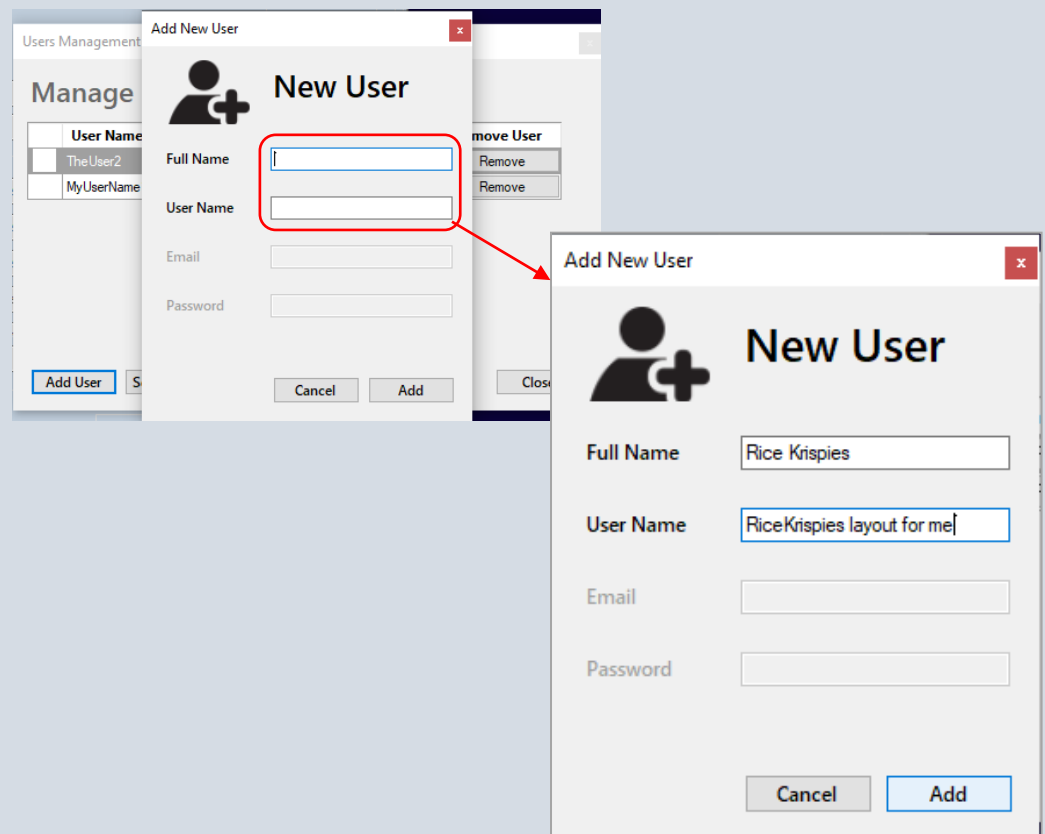 Add New User
x
Users Management
x
New User
Manage
User Name
move User
Full Name
TheUser2
Remove
MyUserName
Remove
User Name
Email
Password
Add User
S
Cancel
Add
Close
Add New User
x
New User
Full Name
Rice Krispies
User Name
RiceKrispies layout for me
Email
Password
Cancel
Add